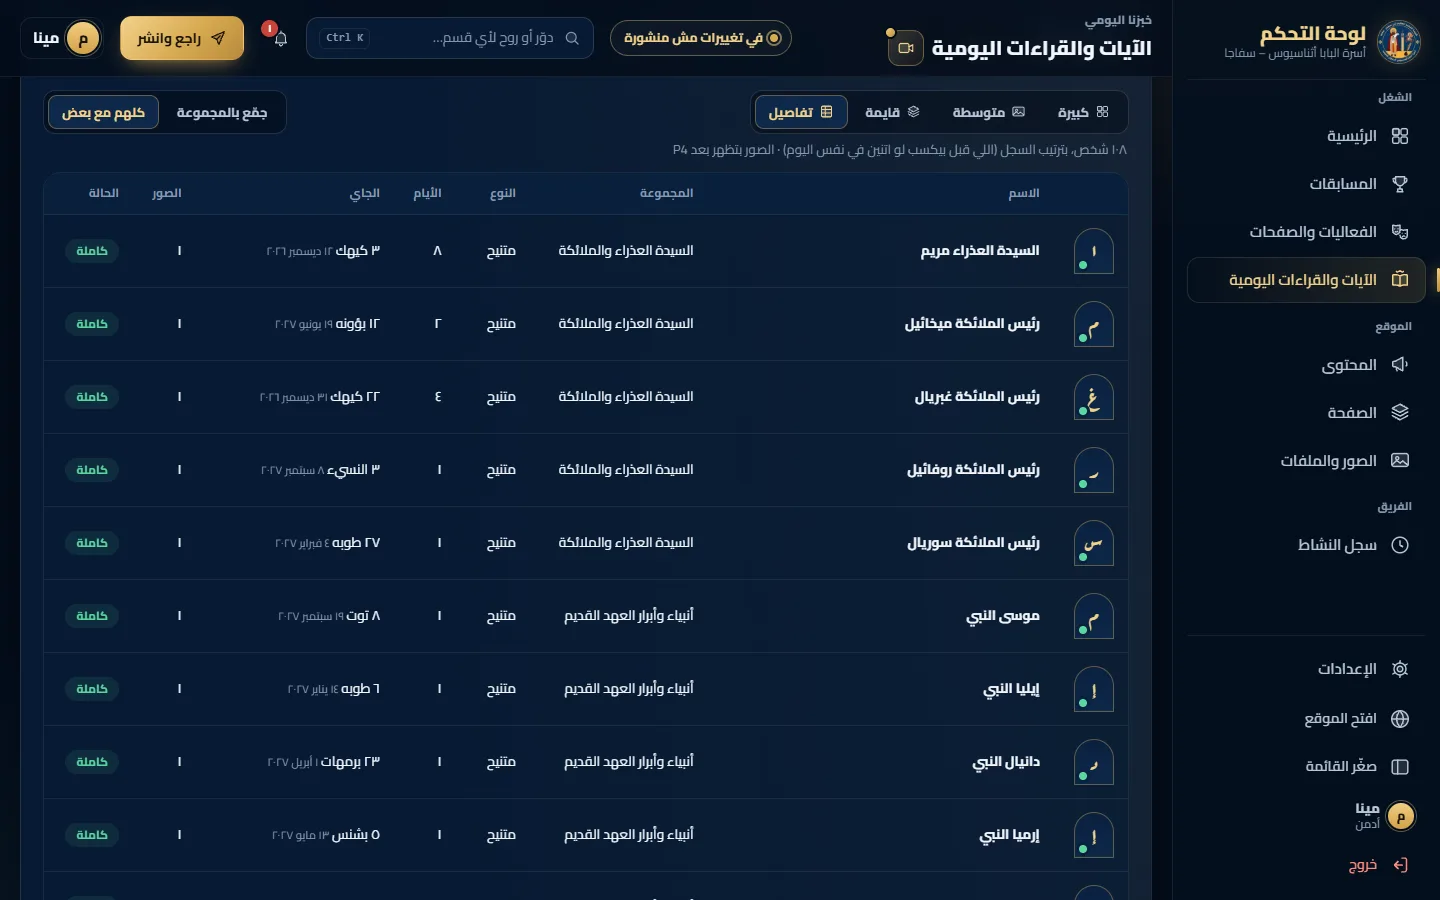 لوحة التحكم
أسرة البابا أثناسيوس – سفاجا
الشغل
الرئيسية
المسابقات
الفعاليات والصفحات
الآيات والقراءات اليومية
الموقع
المحتوى
الصفحة
الصور والملفات
الفريق
سجل النشاط
الإعدادات
افتح الموقع
صغّر القائمة
م
مينا
أدمن
خروج
خبزنا اليومي
الآيات والقراءات اليومية
في تغييرات مش منشورة
دوّر أو روح لأي قسم... Ctrl K
١
راجع وانشر
م مينا
كبيرة متوسطة قايمة تفاصيل
جمّع بالمجموعة كلهم مع بعض
١٠٨ شخص، بترتيب السجل (اللي قبل بيكسب لو اتنين في نفس اليوم) · الصور بتظهر بعد P4
الاسم المجموعة النوع الأيام الجاي الصور الحالة
ا السيدة العذراء مريم السيدة العذراء والملائكة متنيح ٨ ٣ كيهك ١٢ ديسمبر ٢٠٢٦ ١ كاملة
م رئيس الملائكة ميخائيل السيدة العذراء والملائكة متنيح ٢ ١٢ بؤونه ١٩ يونيو ٢٠٢٧ ١ كاملة
غ رئيس الملائكة غبريال السيدة العذراء والملائكة متنيح ٤ ٢٢ كيهك ٣١ ديسمبر ٢٠٢٦ ١ كاملة
ر رئيس الملائكة روفائيل السيدة العذراء والملائكة متنيح ١ ٣ النسيء ٨ سبتمبر ٢٠٢٧ ١ كاملة
س رئيس الملائكة سوريال السيدة العذراء والملائكة متنيح ١ ٢٧ طوبه ٤ فبراير ٢٠٢٧ ١ كاملة
م موسى النبي أنبياء وأبرار العهد القديم متنيح ١ ٨ توت ١٩ سبتمبر ٢٠٢٧ ١ كاملة
إ إيليا النبي أنبياء وأبرار العهد القديم متنيح ١ ٦ طوبه ١٤ يناير ٢٠٢٧ ١ كاملة
د دانيال النبي أنبياء وأبرار العهد القديم متنيح ١ ٢٣ برمهات ١ أبريل ٢٠٢٧ ١ كاملة
إ إرميا النبي أنبياء وأبرار العهد القديم متنيح ١ ٥ بشنس ١٣ مايو ٢٠٢٧ ١ كاملة